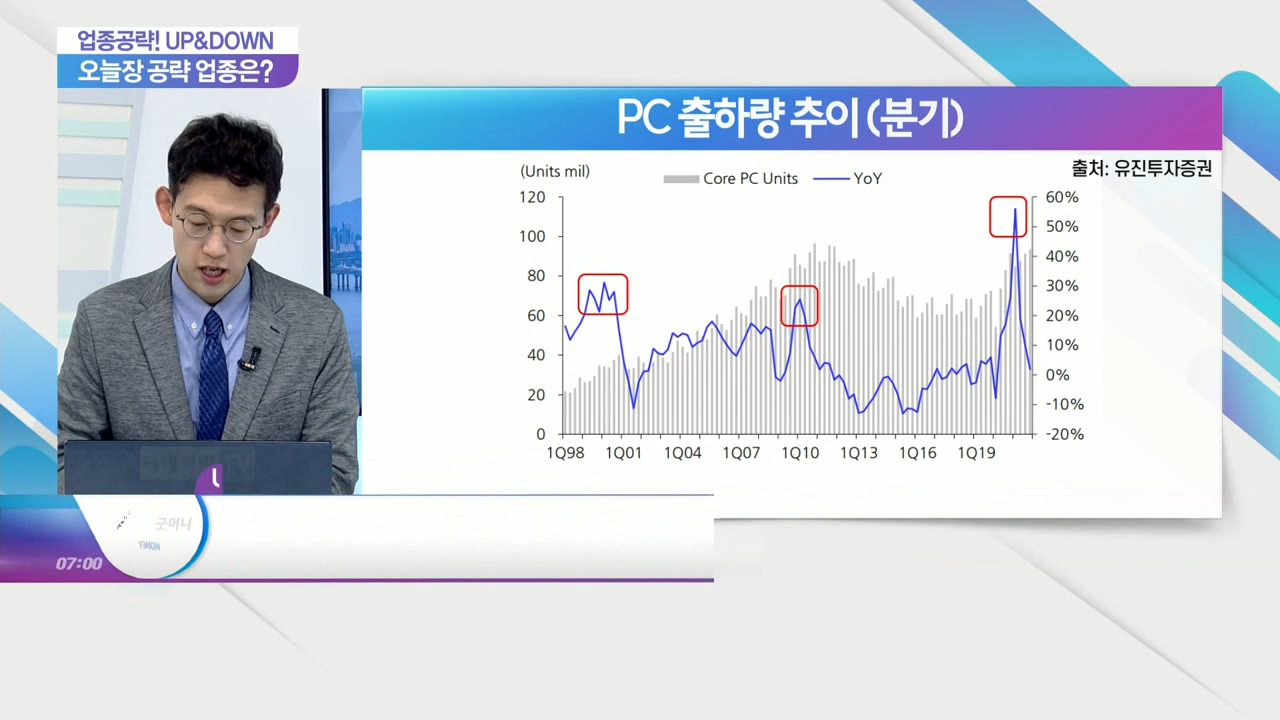 업종공략! UP&DOWN
오늘장 공략 업종은?
PC 출하량 추이 (분기)
출처: 유진투자증권
(Units mil)
Core PC Units
YoY
120
100
80
60
40
20
0
60%
50%
40%
30%
20%
10%
0%
-10%
-20%
1Q98 1Q01 1Q04 1Q07 1Q10 1Q13 1Q16 1Q19
굿머니
MONEY
07:00